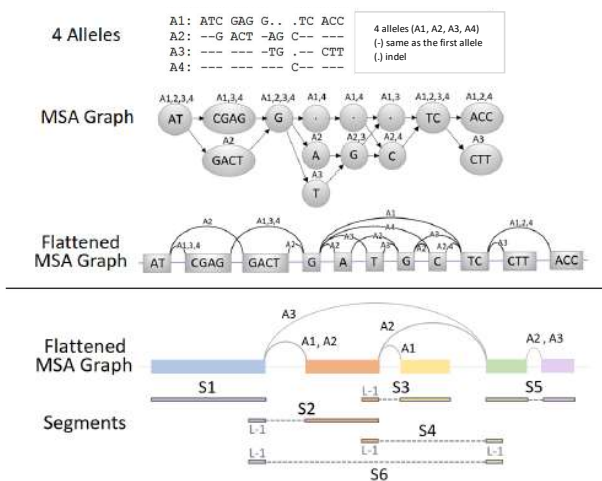 4 Alleles
A1: ATC GAG G.. .TC ACC
A2: --G ACT -AG C-- ---
A3: --- --- -TG .-- CTT
A4: --- --- --- C-- ---
4 alleles (A1, A2, A3, A4)
(-) same as the first allele
(.) indel
MSA Graph
A1,2,3,4 A1,3,4 A1,2,3,4 A1,4 A1,4 A1,3 A1,2,3,4 A1,2,4
AT CGAG G . . . TC ACC
A2 A2 A2,3 A2,4 A3
GACT A G C CTT
A3
T
Flattened
MSA Graph
A1
A2 A1,3,4 A4 A1,2,4
A1,3,4 A2 A3 A2 A3 A2 A3 A2 A2,4 A3
AT CGAG GACT G A T G C TC CTT ACC
Flattened
MSA Graph
A3
A1, A2 A2 A1 A2 , A3
Segments
S1 L-1 S3 S5
L-1 S2
L-1 S4 L-1
L-1 S6 L-1